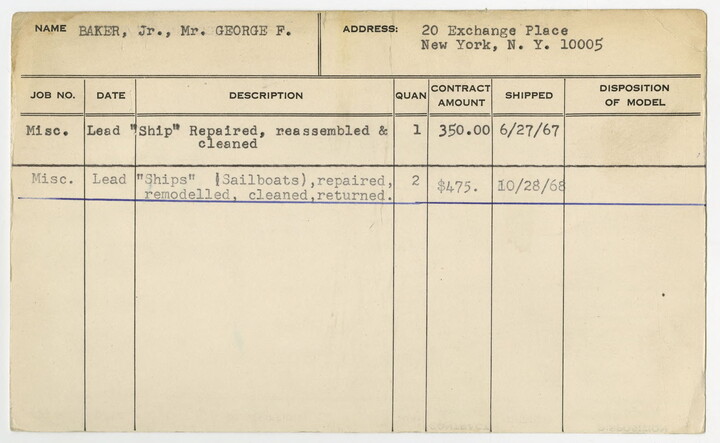 NAME BAKER, Jr., Mr. GEORGE F. ADDRESS: 20 Exchange Place
New York, N. Y. 10005
JOB NO. DATE DESCRIPTION QUAN CONTRACT AMOUNT SHIPPED DISPOSITION OF MODEL
Misc. Lead "Ship" Repaired, reassembled & 1 350.00 6/27/67
cleaned
Misc. Lead "Ships" (Sailboats),repaired, 2 $475. 10/28/68
remodelled, cleaned,returned.